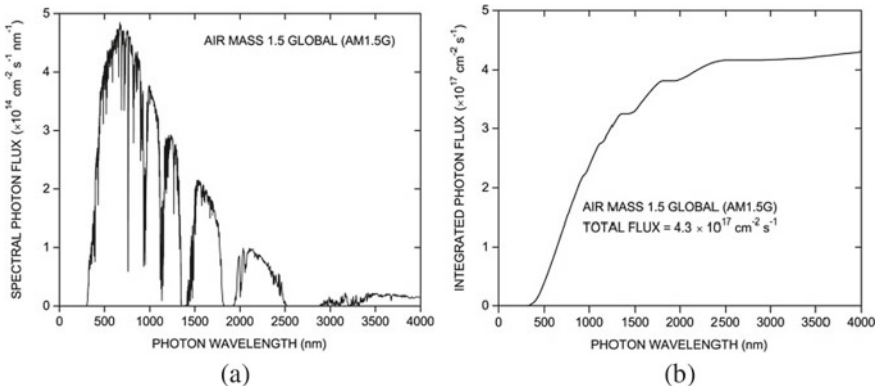 SPECTRAL PHOTON FLUX (×10¹⁴ cm⁻² s⁻¹ nm⁻¹)
5
4
3
2
1
0
AIR MASS 1.5 GLOBAL (AM1.5G)
0 500 1000 1500 2000 2500 3000 3500 4000
PHOTON WAVELENGTH (nm)
(a)
INTEGRATED PHOTON FLUX (×10¹⁷ cm⁻² s⁻¹)
5
4
3
2
1
0
AIR MASS 1.5 GLOBAL (AM1.5G)
TOTAL FLUX = 4.3 × 10¹⁷ cm⁻² s⁻¹
0 500 1000 1500 2000 2500 3000 3500 4000
PHOTON WAVELENGTH (nm)
(b)